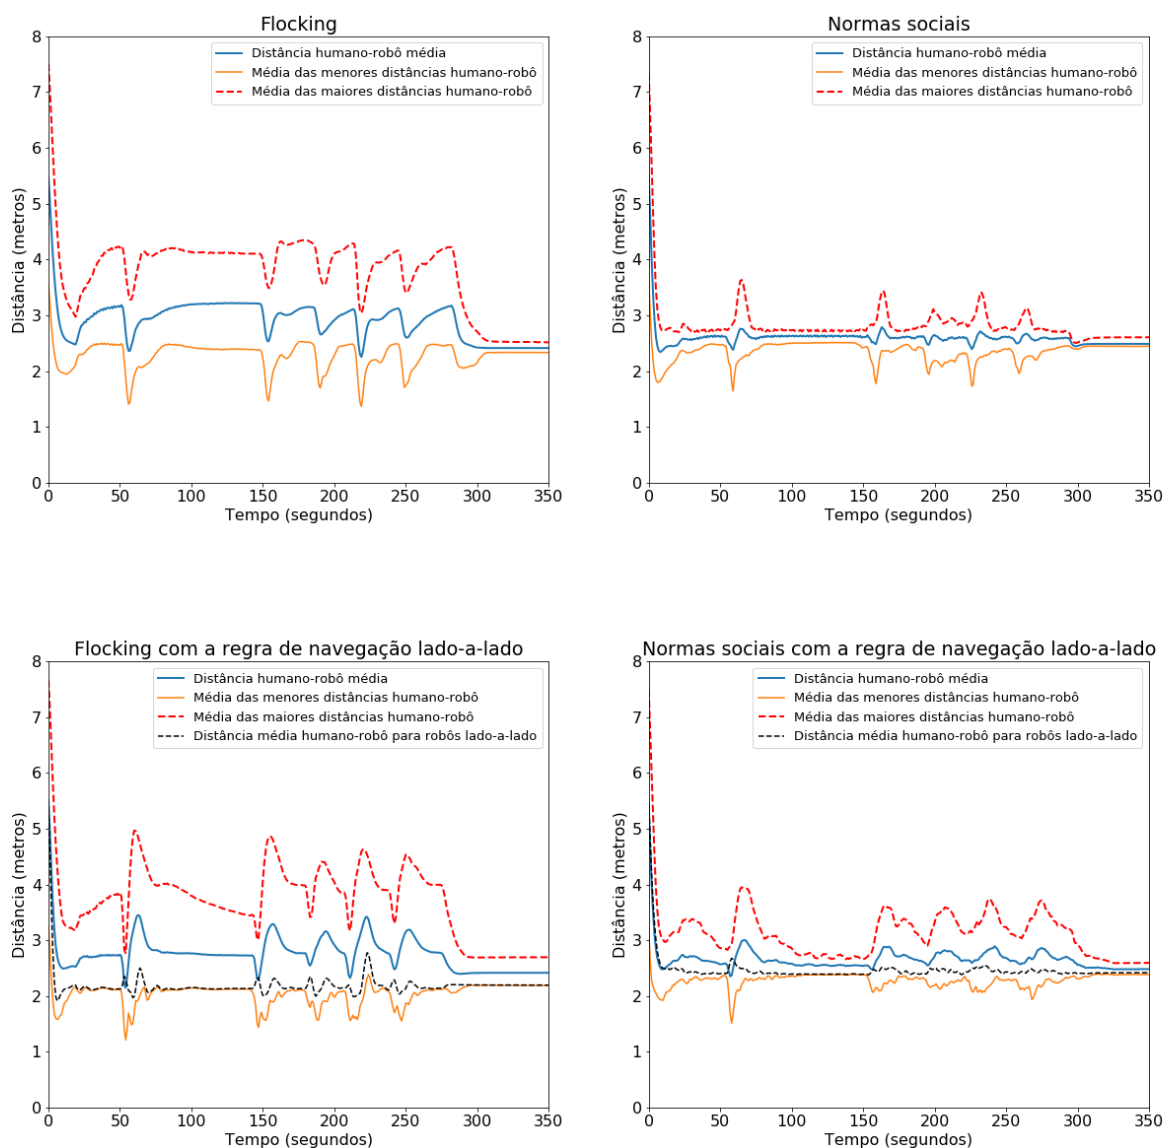 Flocking
Distância humano-robô média
Média das menores distâncias humano-robô
Média das maiores distâncias humano-robô
Distância (metros)
8
7
6
5
4
3
2
1
0
0 50 100 150 200 250 300 350
Tempo (segundos)
Normas sociais
Distância humano-robô média
Média das menores distâncias humano-robô
Média das maiores distâncias humano-robô
Distância (metros)
8
7
6
5
4
3
2
1
0
0 50 100 150 200 250 300 350
Tempo (segundos)
Flocking com a regra de navegação lado-a-lado
Distância humano-robô média
Média das menores distâncias humano-robô
Média das maiores distâncias humano-robô
Distância média humano-robô para robôs lado-a-lado
Distância (metros)
8
7
6
5
4
3
2
1
0
0 50 100 150 200 250 300 350
Tempo (segundos)
Normas sociais com a regra de navegação lado-a-lado
Distância humano-robô média
Média das menores distâncias humano-robô
Média das maiores distâncias humano-robô
Distância média humano-robô para robôs lado-a-lado
Distância (metros)
8
7
6
5
4
3
2
1
0
0 50 100 150 200 250 300 350
Tempo (segundos)